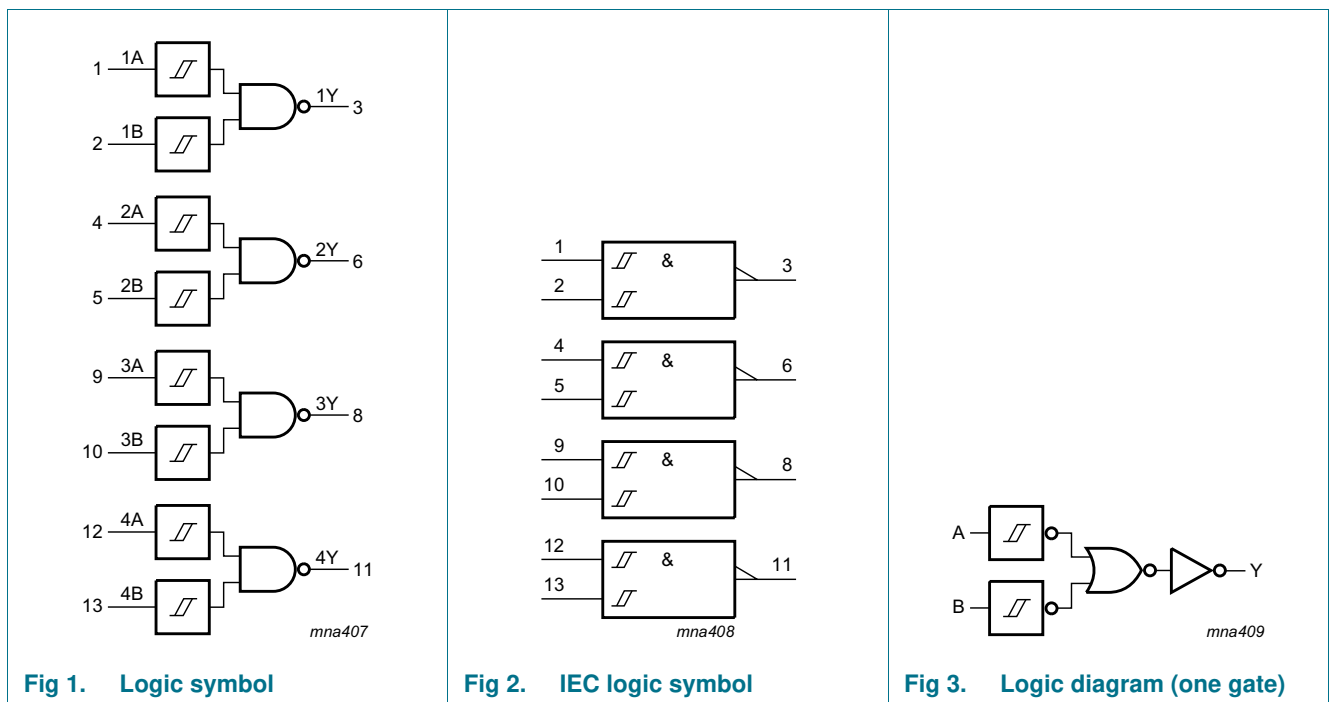 1 1A
1Y 3
2 1B
4 2A
2Y 6
5 2B
9 3A
3Y 8
10 3B
12 4A
4Y 11
13 4B
mna407
Fig 1. Logic symbol
1 & 3
2
4 & 6
5
9 & 8
10
12 & 11
13
mna408
Fig 2. IEC logic symbol
A
Y
B
mna409
Fig 3. Logic diagram (one gate)